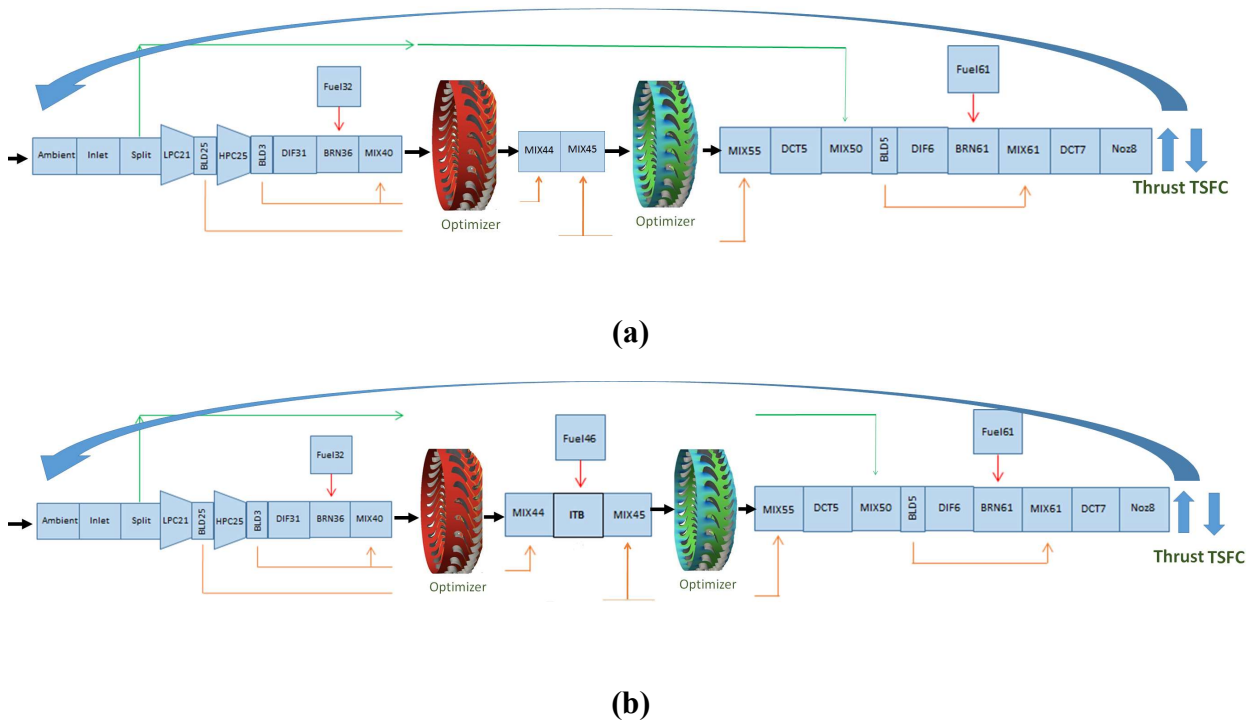 Fuel32
Fuel61
Ambient Inlet Split LPC21 BLD25 HPC25 BLD3 DIF31 BRN36 MIX40
MIX44 MIX45
MIX55 DCT5 MIX50 BLD5 DIF6 BRN61 MIX61 DCT7 Noz8
Thrust TSFC
Optimizer
Optimizer
(a)
Fuel32
Fuel46
Fuel61
Ambient Inlet Split LPC21 BLD25 HPC25 BLD3 DIF31 BRN36 MIX40
MIX44 ITB MIX45
MIX55 DCT5 MIX50 BLD5 DIF6 BRN61 MIX61 DCT7 Noz8
Thrust TSFC
Optimizer
Optimizer
(b)